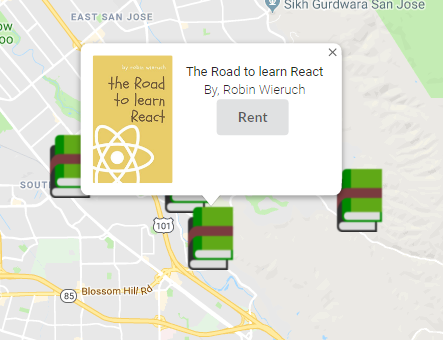 EAST SAN JOSE
Sikh Gurdwara San Jose
by robin wieruch
the Road
to learn
React
The Road to learn React
By, Robin Wieruch
Rent
SOUT
101
Blossom Hill Rd
85